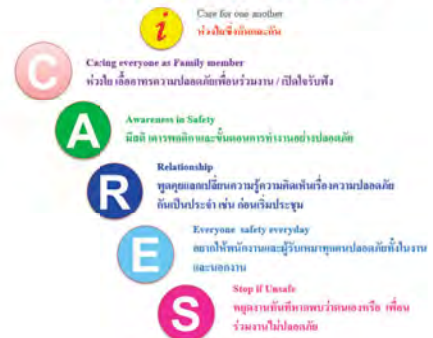 i
Care for one another
ห่วงใยซึ่งกันและกัน
C
Caring everyone as Family member
ห่วงใย เอื้ออาทรความปลอดภัยเพื่อนร่วมงาน / เปิดใจรับฟัง
A
Awareness in Safety
มีสติ เคารพกติกาและขั้นตอนการทำงานอย่างปลอดภัย
R
Relationship
พูดคุยแลกเปลี่ยนความรู้ความคิดเห็นเรื่องความปลอดภัย
กันเป็นประจำ เช่น ก่อนเริ่มประชุม
E
Everyone safety everyday
อยากให้พนักงานและผู้รับเหมาทุกคนปลอดภัยทั้งในงาน
และนอกงาน
S
Stop if Unsafe
หยุดงานทันทีหากพบว่าตนเองหรือ เพื่อน
ร่วมงานไม่ปลอดภัย